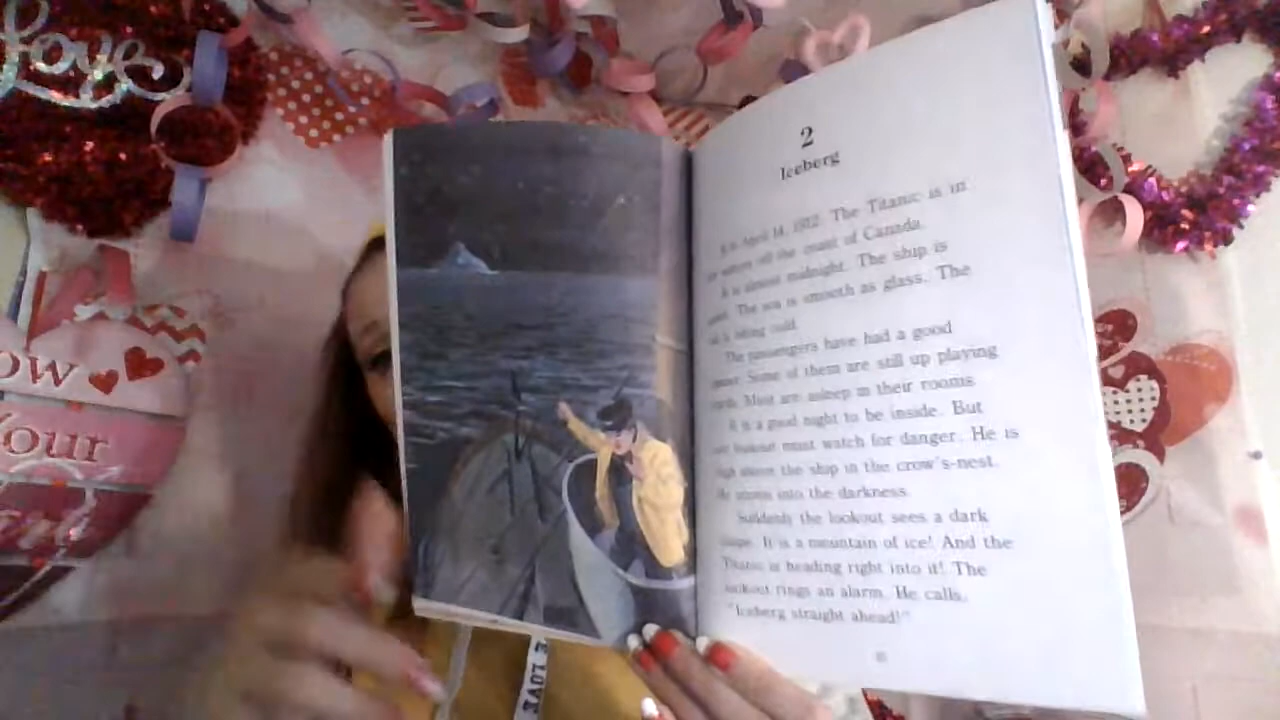 Love
2
Iceberg
It is April 14, 1912. The Titanic is in
the coast of Canada.
It is almost midnight. The ship is
The sea is smooth as glass. The
is biting cold.
The passengers have had a good
Some of them are still up playing
cards. Most are asleep in their rooms.
It is a good night to be inside. But
lookout must watch for danger. He is
high above the ship in the crow's-nest.
He stares into the darkness.
Suddenly the lookout sees a dark
shape. It is a mountain of ice! And the
Titanic is heading right into it! The
lookout rings an alarm. He calls,
"Iceberg straight ahead!"
ow
Your
LOVE